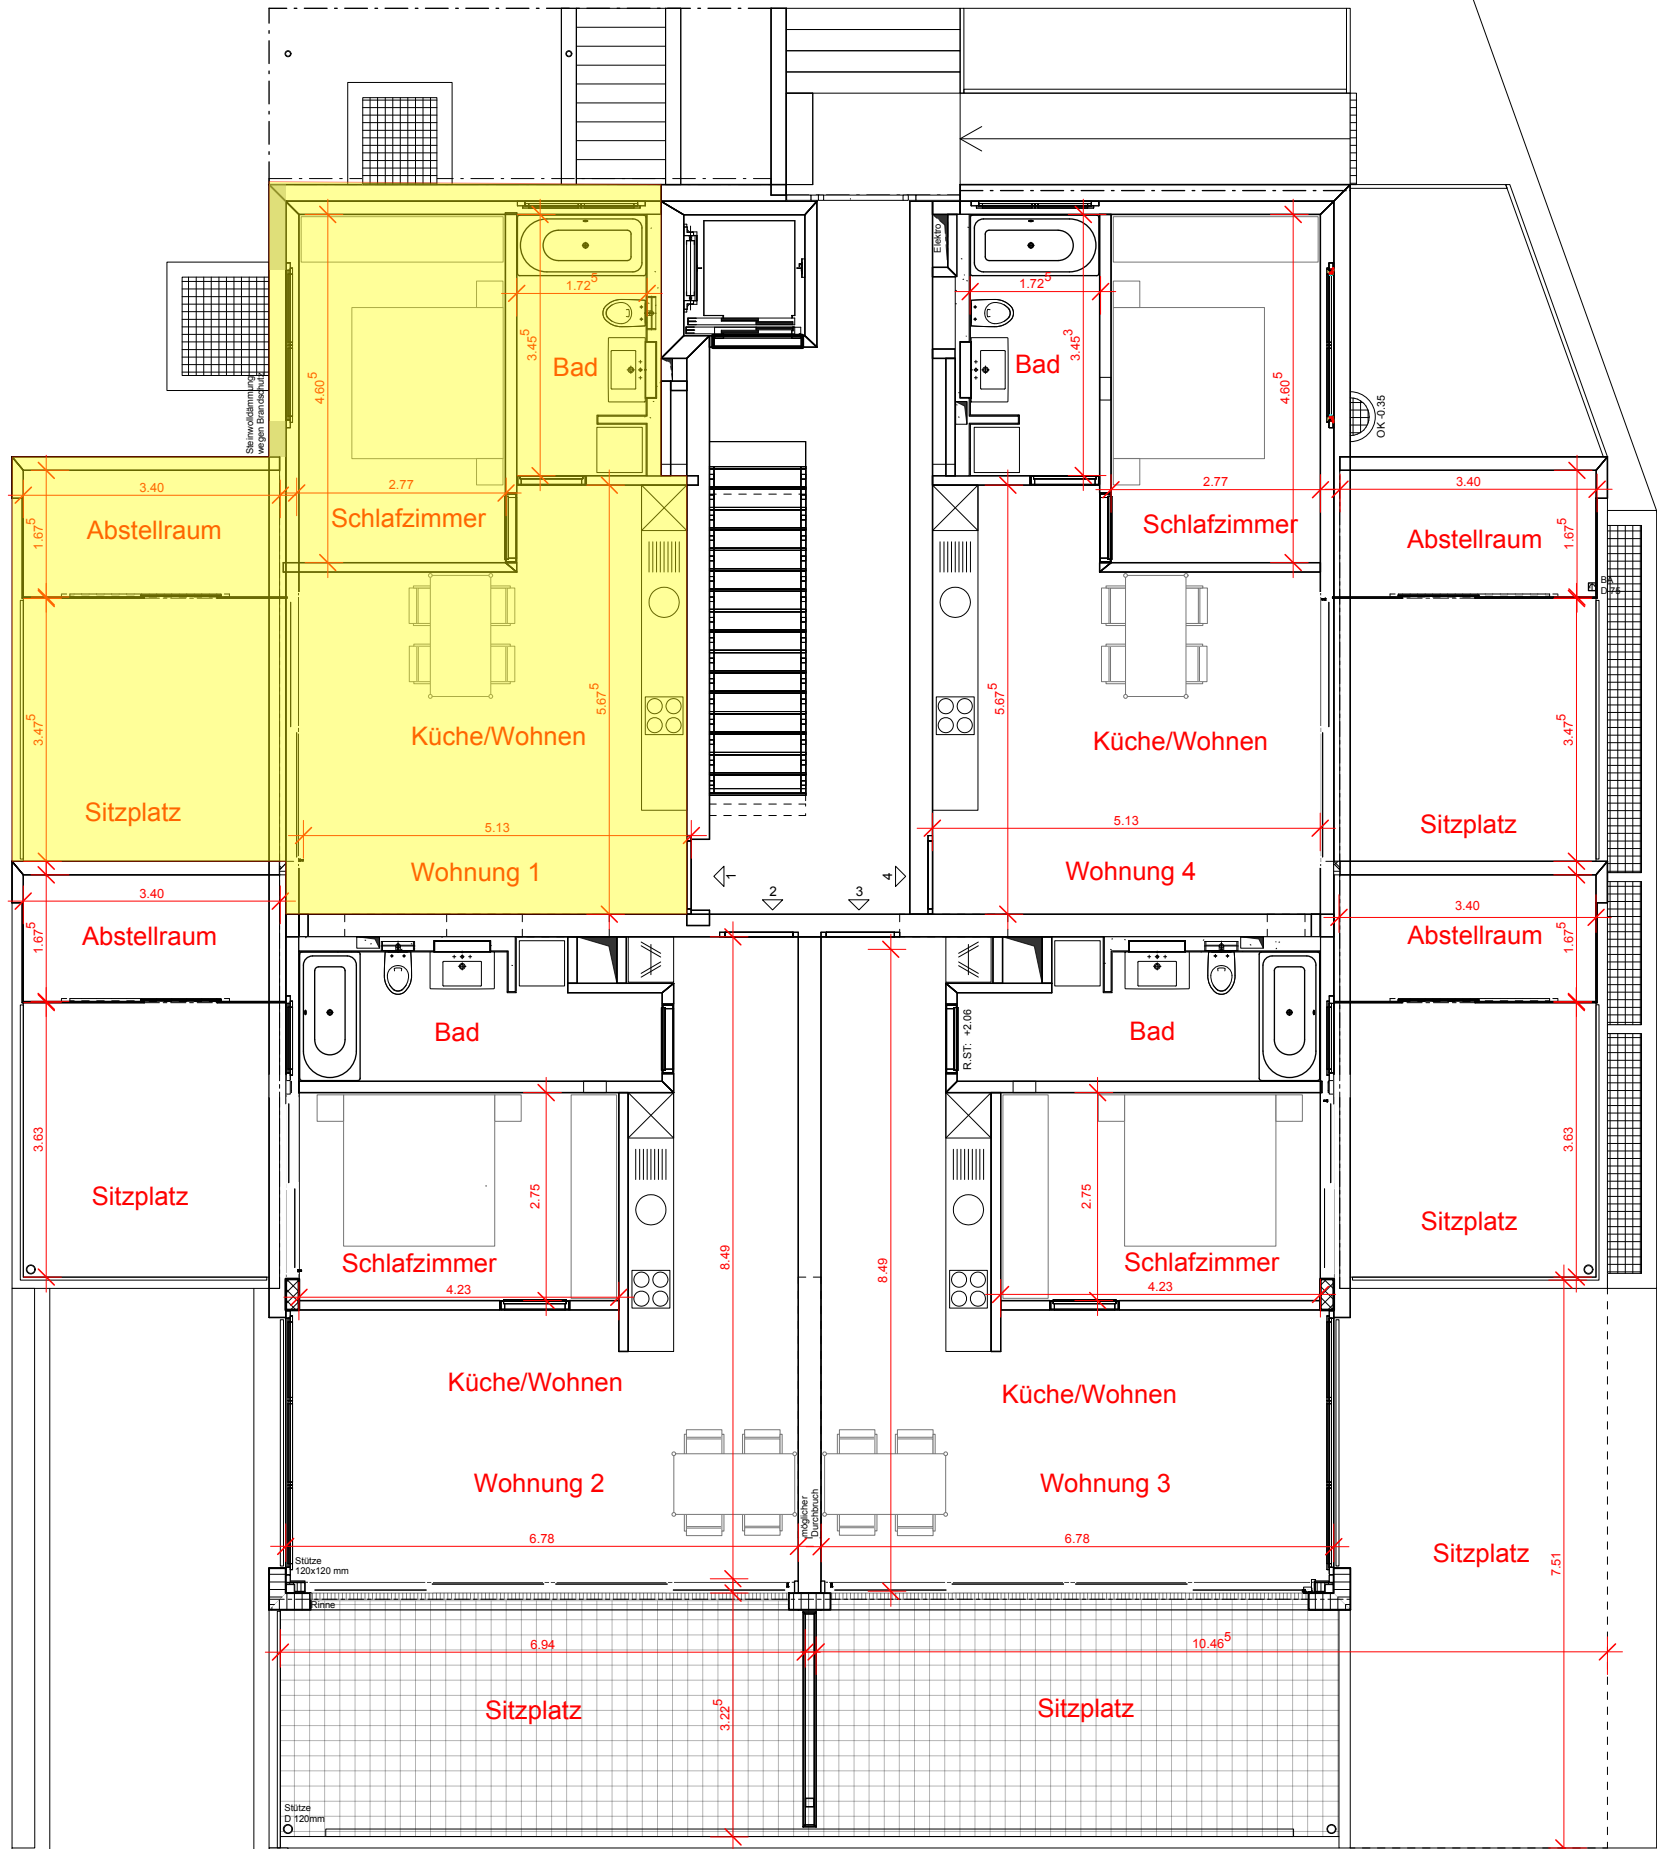 Elektro
1.72⁵
1.72⁵
3.45⁵
Bad
3.45³
Bad
4.60⁵
4.60⁵
Steinwolldämmung
wegen Brandschutz
OK -0.35
3.40
2.77
2.77
3.40
1.67⁵
Abstellraum
Schlafzimmer
Schlafzimmer
Abstellraum
1.67⁵
BA
D 75
3.47⁵
5.67⁵
5.67⁵
3.47⁵
Küche/Wohnen
Küche/Wohnen
Sitzplatz
Sitzplatz
5.13
5.13
Wohnung 1
Wohnung 4
1
2
3
4
3.40
3.40
1.67⁵
Abstellraum
Abstellraum
1.67⁵
Bad
R.ST: +2.06
Bad
3.63
3.63
Sitzplatz
2.75
2.75
Sitzplatz
Schlafzimmer
8.49
8.49
Schlafzimmer
4.23
4.23
Küche/Wohnen
Küche/Wohnen
Wohnung 2
Wohnung 3
möglicher
Durchbruch
6.78
6.78
Sitzplatz
7.51
Stütze
120x120 mm
Rinne
6.94
10.46⁵
Sitzplatz
3.22⁵
Sitzplatz
Stütze
D 120mm